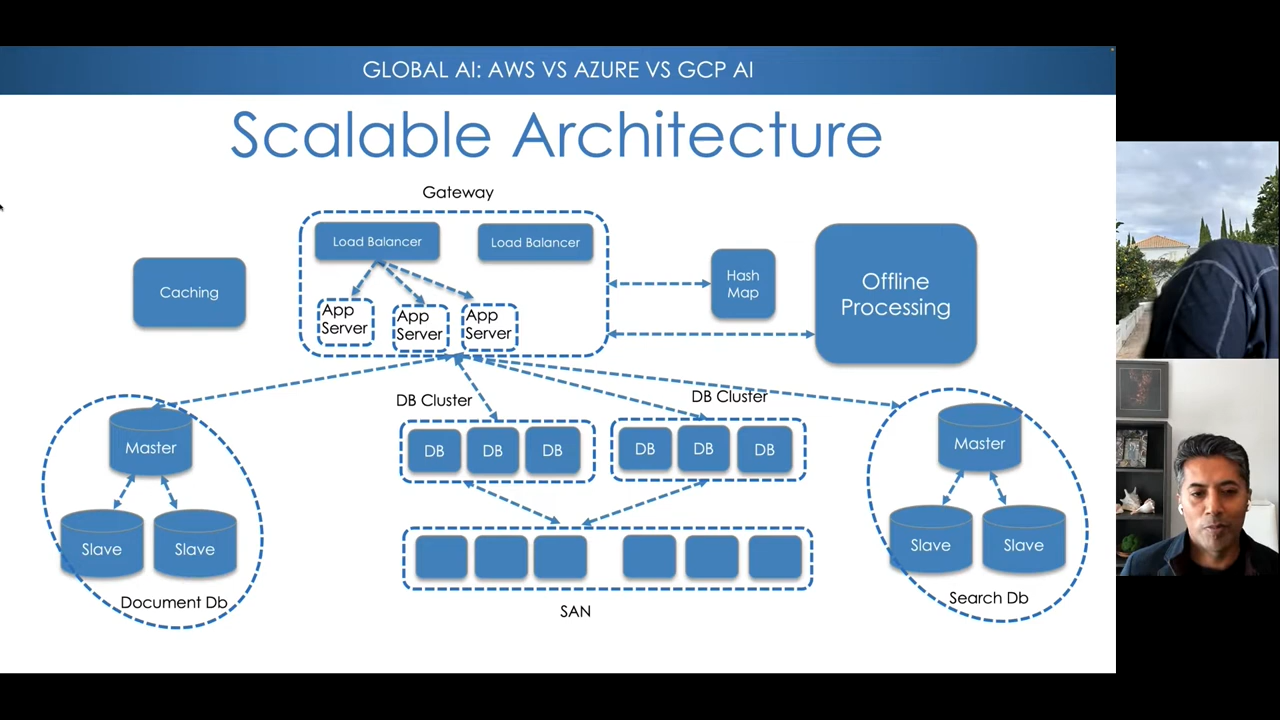 GLOBAL AI: AWS VS AZURE VS GCP AI
Scalable Architecture
Gateway
Load Balancer
Load Balancer
App
Server
App
Server
App
Server
Caching
Hash
Map
Offline
Processing
DB Cluster
DB Cluster
Master
DB
DB
DB
DB
DB
DB
Master
Slave
Slave
Slave
Slave
Document Db
SAN
Search Db